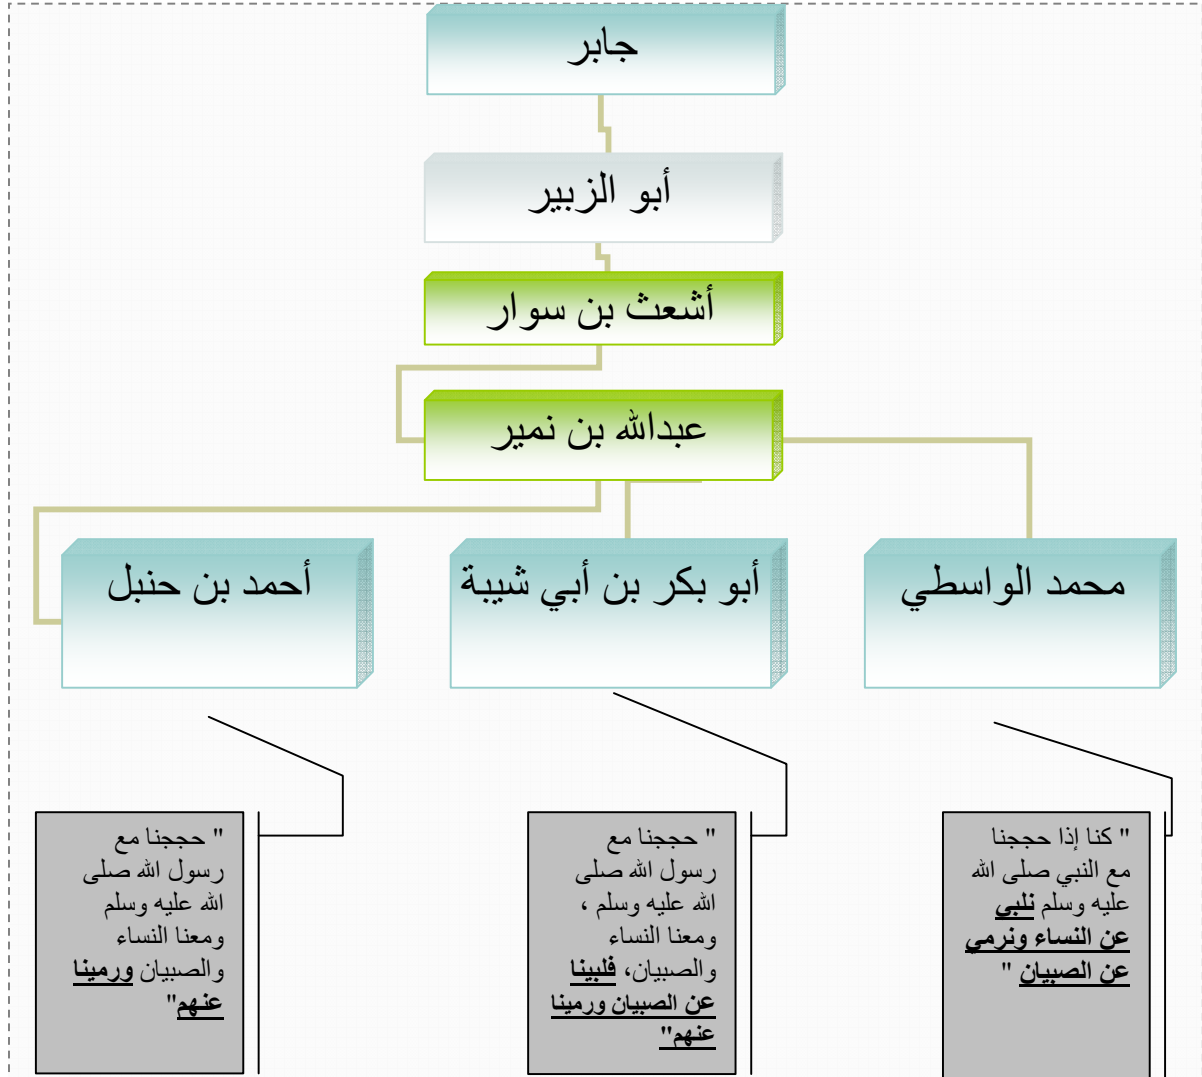 جابر
أبو الزبير
أشعث بن سوار
عبدالله بن نمير
محمد الواسطي
أبو بكر بن أبي شيبة
أحمد بن حنبل
" كنا إذا حججنا
مع النبي صلى الله
عليه وسلم نلبي
عن النساء ونرمي
عن الصبيان "
" حججنا مع
رسول الله صلى
الله عليه وسلم ،
ومعنا النساء
والصبيان، فلبينا
عن الصبيان ورمينا
عنهم"
" حججنا مع
رسول الله صلى
الله عليه وسلم
ومعنا النساء
والصبيان ورمينا
عنهم"